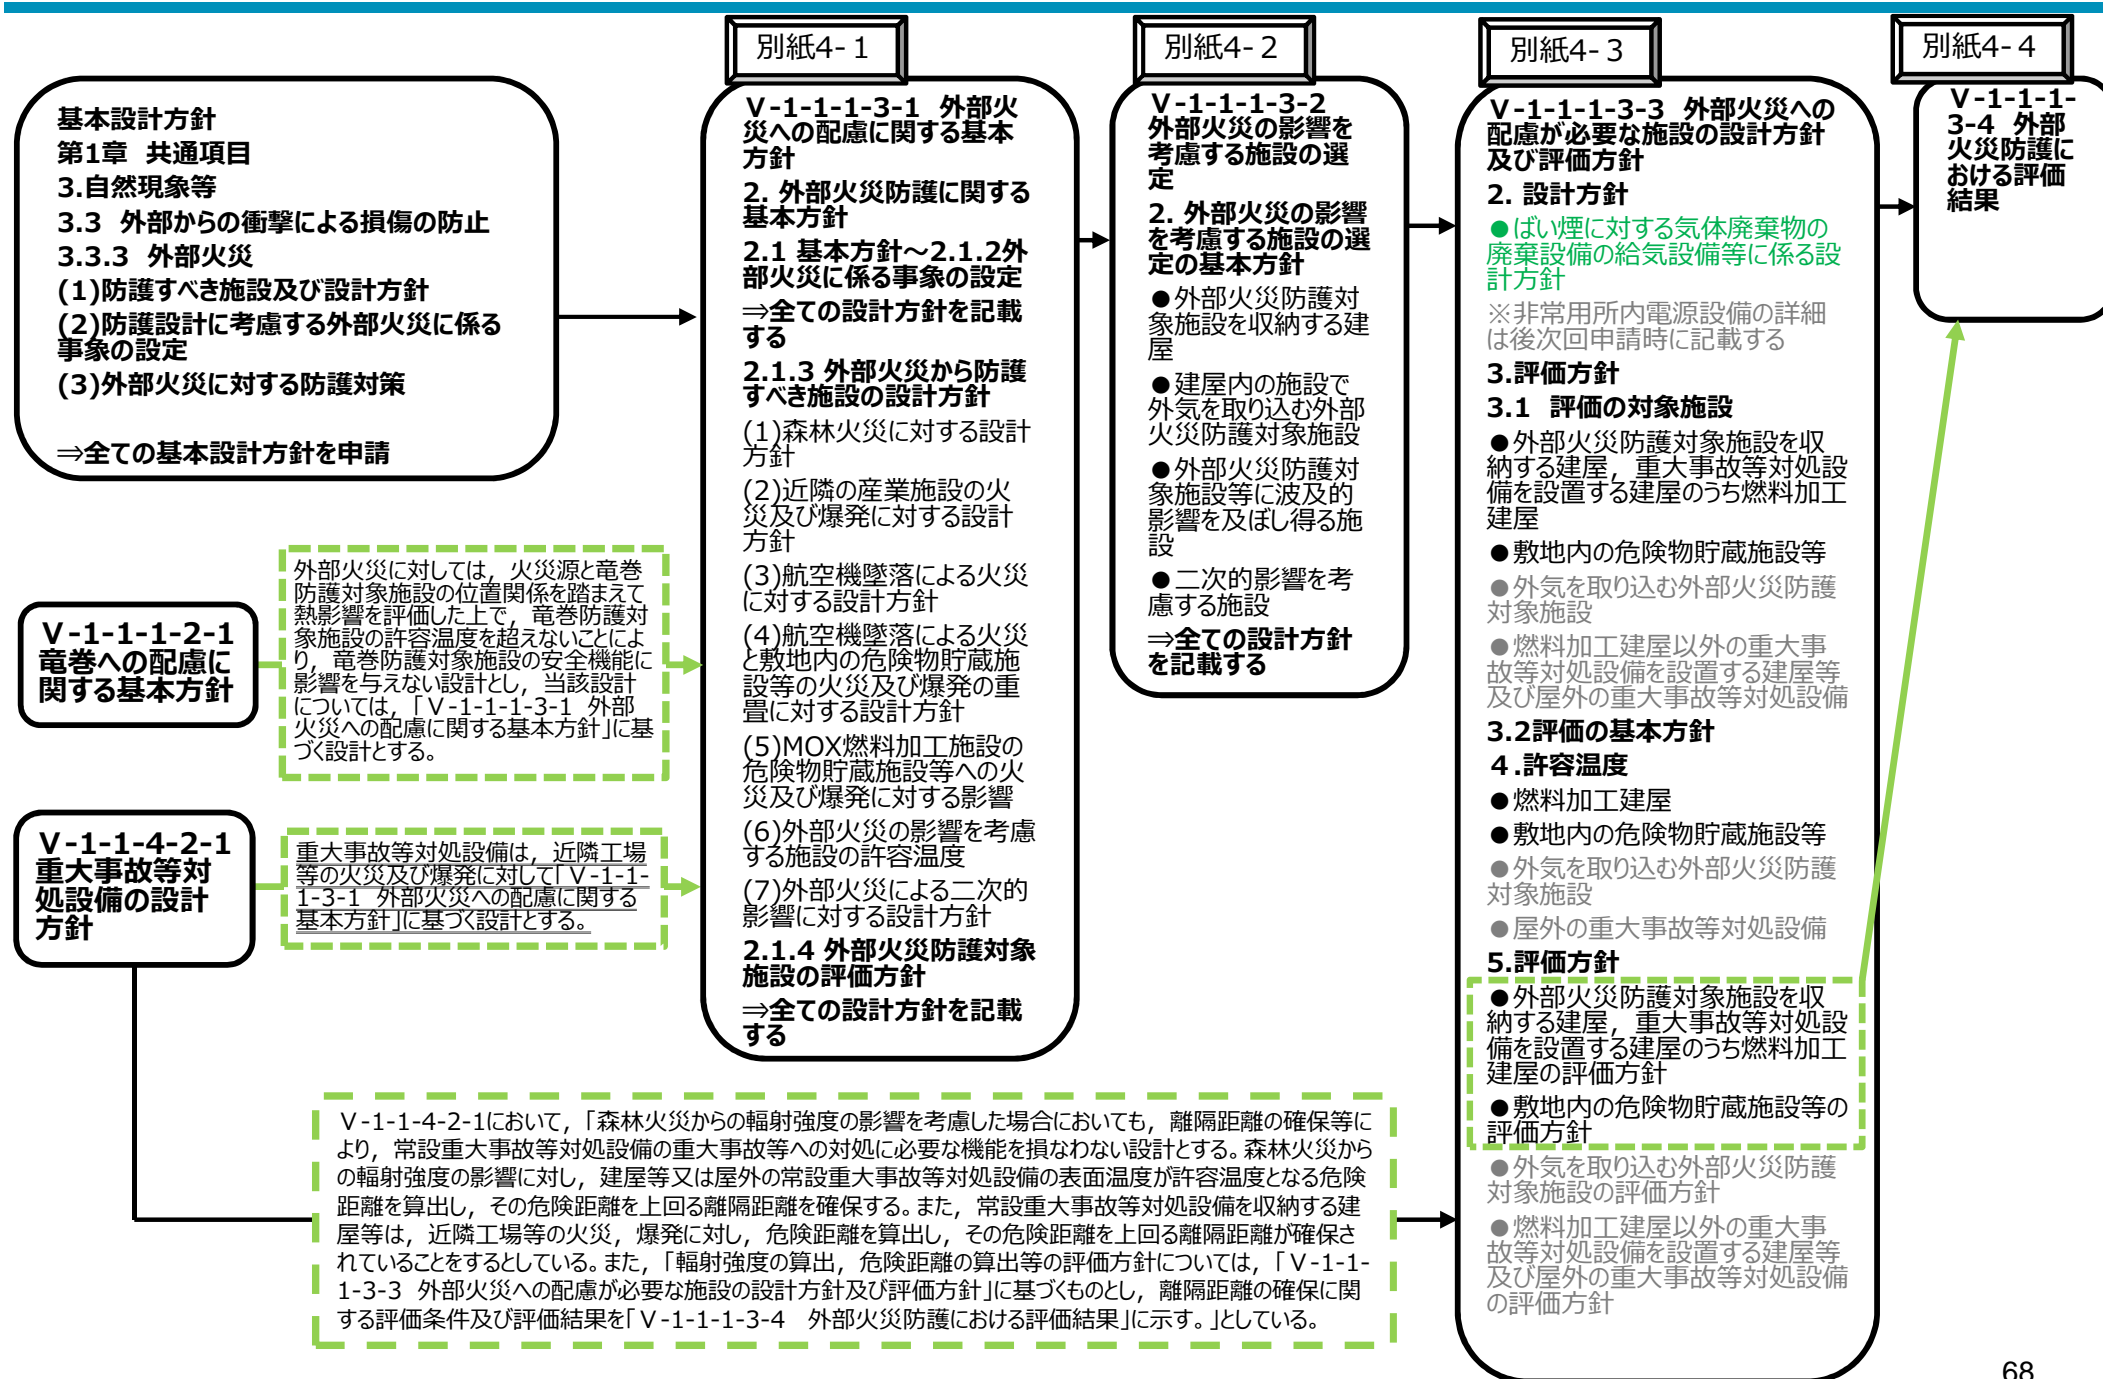 別紙4-１
別紙4-２
別紙4-３
別紙4-４
基本設計方針
第1章 共通項目
3.自然現象等
3.3 外部からの衝撃による損傷の防止
3.3.3 外部火災
(1)防護すべき施設及び設計方針
(2)防護設計に考慮する外部火災に係る
事象の設定
(3)外部火災に対する防護対策
⇒全ての基本設計方針を申請
Ⅴ-1-1-1-2-1
竜巻への配慮に
関する基本方針
外部火災に対しては，火災源と竜巻
防護対象施設の位置関係を踏まえて
熱影響を評価した上で，竜巻防護対
象施設の許容温度を超えないことによ
り，竜巻防護対象施設の安全機能に
影響を与えない設計とし，当該設計
については，「Ⅴ-1-1-1-3-1 外部
火災への配慮に関する基本方針」に基
づく設計とする。
Ⅴ-1-1-4-2-1
重大事故等対
処設備の設計
方針
重大事故等対処設備は，近隣工場
等の火災及び爆発に対して「Ⅴ-1-1-
1-3-1 外部火災への配慮に関する
基本方針」に基づく設計とする。
Ⅴ-1-1-1-3-1 外部火
災への配慮に関する基本
方針
2. 外部火災防護に関する
基本方針
2.1 基本方針～2.1.2外
部火災に係る事象の設定
⇒全ての設計方針を記載
する
2.1.3 外部火災から防護
すべき施設の設計方針
(1)森林火災に対する設計
方針
(2)近隣の産業施設の火
災及び爆発に対する設計
方針
(3)航空機墜落による火災
に対する設計方針
(4)航空機墜落による火災
と敷地内の危険物貯蔵施
設等の火災及び爆発の重
畳に対する設計方針
(5)MOX燃料加工施設の
危険物貯蔵施設等への火
災及び爆発に対する影響
(6)外部火災の影響を考慮
する施設の許容温度
(7)外部火災による二次的
影響に対する設計方針
2.1.4 外部火災防護対象
施設の評価方針
⇒全ての設計方針を記載
する
Ⅴ-1-1-1-3-2
外部火災の影響を
考慮する施設の選
定
2. 外部火災の影響
を考慮する施設の選
定の基本方針
●外部火災防護対
象施設を収納する建
屋
●建屋内の施設で
外気を取り込む外部
火災防護対象施設
●外部火災防護対
象施設等に波及的
影響を及ぼし得る施
設
●二次的影響を考
慮する施設
⇒全ての設計方針
を記載する
Ⅴ-1-1-1-3-3 外部火災への
配慮が必要な施設の設計方針
及び評価方針
2. 設計方針
●ばい煙に対する気体廃棄物の
廃棄設備の給気設備等に係る設
計方針
※非常用所内電源設備の詳細
は後次回申請時に記載する
3.評価方針
3.1 評価の対象施設
●外部火災防護対象施設を収
納する建屋，重大事故等対処設
備を設置する建屋のうち燃料加工
建屋
●敷地内の危険物貯蔵施設等
●外気を取り込む外部火災防護
対象施設
●燃料加工建屋以外の重大事
故等対処設備を設置する建屋等
及び屋外の重大事故等対処設備
3.2評価の基本方針
４.許容温度
●燃料加工建屋
●敷地内の危険物貯蔵施設等
●外気を取り込む外部火災防護
対象施設
●屋外の重大事故等対処設備
5.評価方針
●外部火災防護対象施設を収
納する建屋，重大事故等対処設
備を設置する建屋のうち燃料加工
建屋の評価方針
●敷地内の危険物貯蔵施設等の
評価方針
●外気を取り込む外部火災防護
対象施設の評価方針
●燃料加工建屋以外の重大事
故等対処設備を設置する建屋等
及び屋外の重大事故等対処設備
の評価方針
Ⅴ-1-1-1-
3-4 外部
火災防護に
おける評価
結果
Ⅴ-1-1-4-2-1において，「森林火災からの輻射強度の影響を考慮した場合においても，離隔距離の確保等に
より，常設重大事故等対処設備の重大事故等への対処に必要な機能を損なわない設計とする。森林火災から
の輻射強度の影響に対し，建屋等又は屋外の常設重大事故等対処設備の表面温度が許容温度となる危険
距離を算出し，その危険距離を上回る離隔距離を確保する。また，常設重大事故等対処設備を収納する建
屋等は，近隣工場等の火災，爆発に対し，危険距離を算出し，その危険距離を上回る離隔距離が確保さ
れていることをするとしている。また，「輻射強度の算出，危険距離の算出等の評価方針については，「Ⅴ-1-1-
1-3-3 外部火災への配慮が必要な施設の設計方針及び評価方針」に基づくものとし，離隔距離の確保に関
する評価条件及び評価結果を「Ⅴ-1-1-1-3-4 外部火災防護における評価結果」に示す。」としている。
68